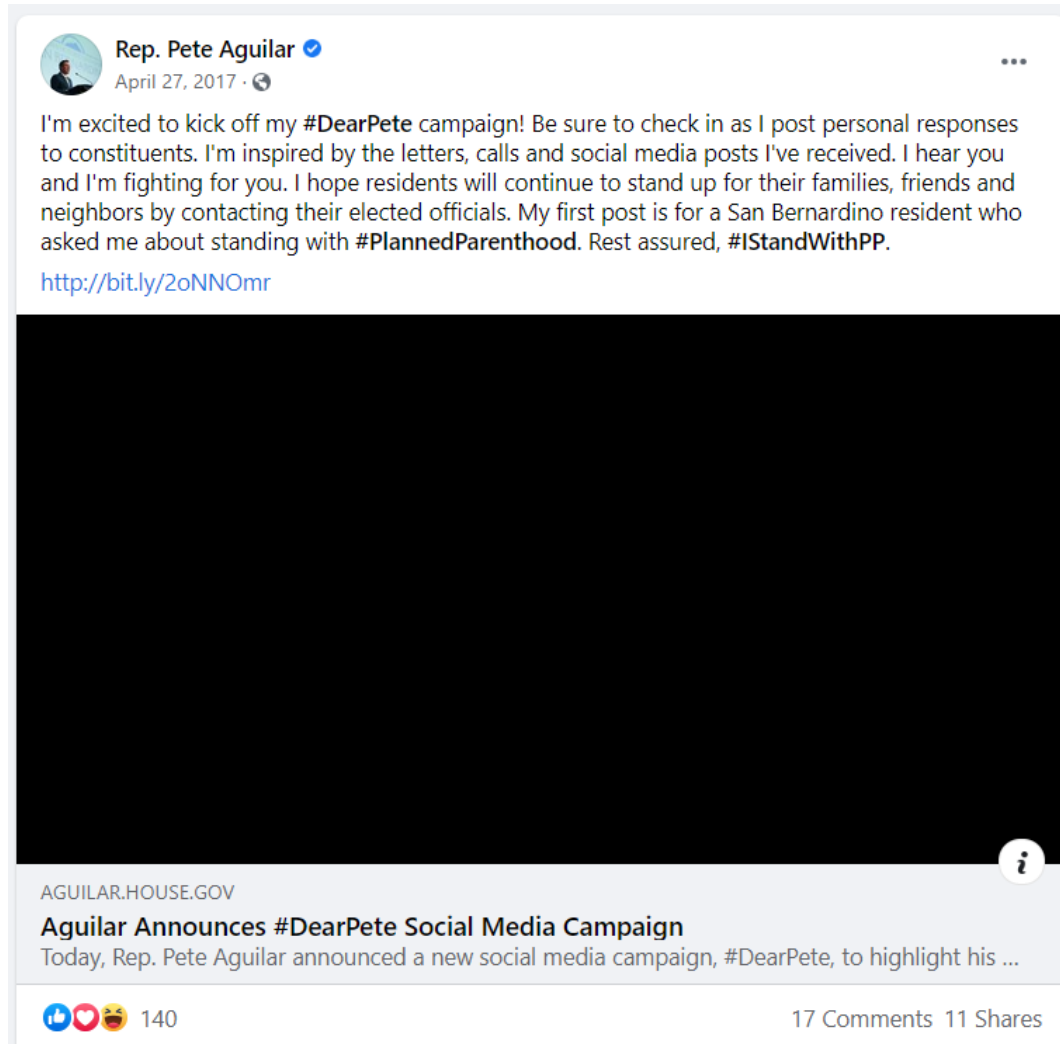 Rep. Pete Aguilar
April 27, 2017 ·
I'm excited to kick off my #DearPete campaign! Be sure to check in as I post personal responses
to constituents. I'm inspired by the letters, calls and social media posts I've received. I hear you
and I'm fighting for you. I hope residents will continue to stand up for their families, friends and
neighbors by contacting their elected officials. My first post is for a San Bernardino resident who
asked me about standing with #PlannedParenthood. Rest assured, #IStandWithPP.
http://bit.ly/2oNNOmr
i
AGUILAR.HOUSE.GOV
Aguilar Announces #DearPete Social Media Campaign
Today, Rep. Pete Aguilar announced a new social media campaign, #DearPete, to highlight his ...
140
17 Comments 11 Shares